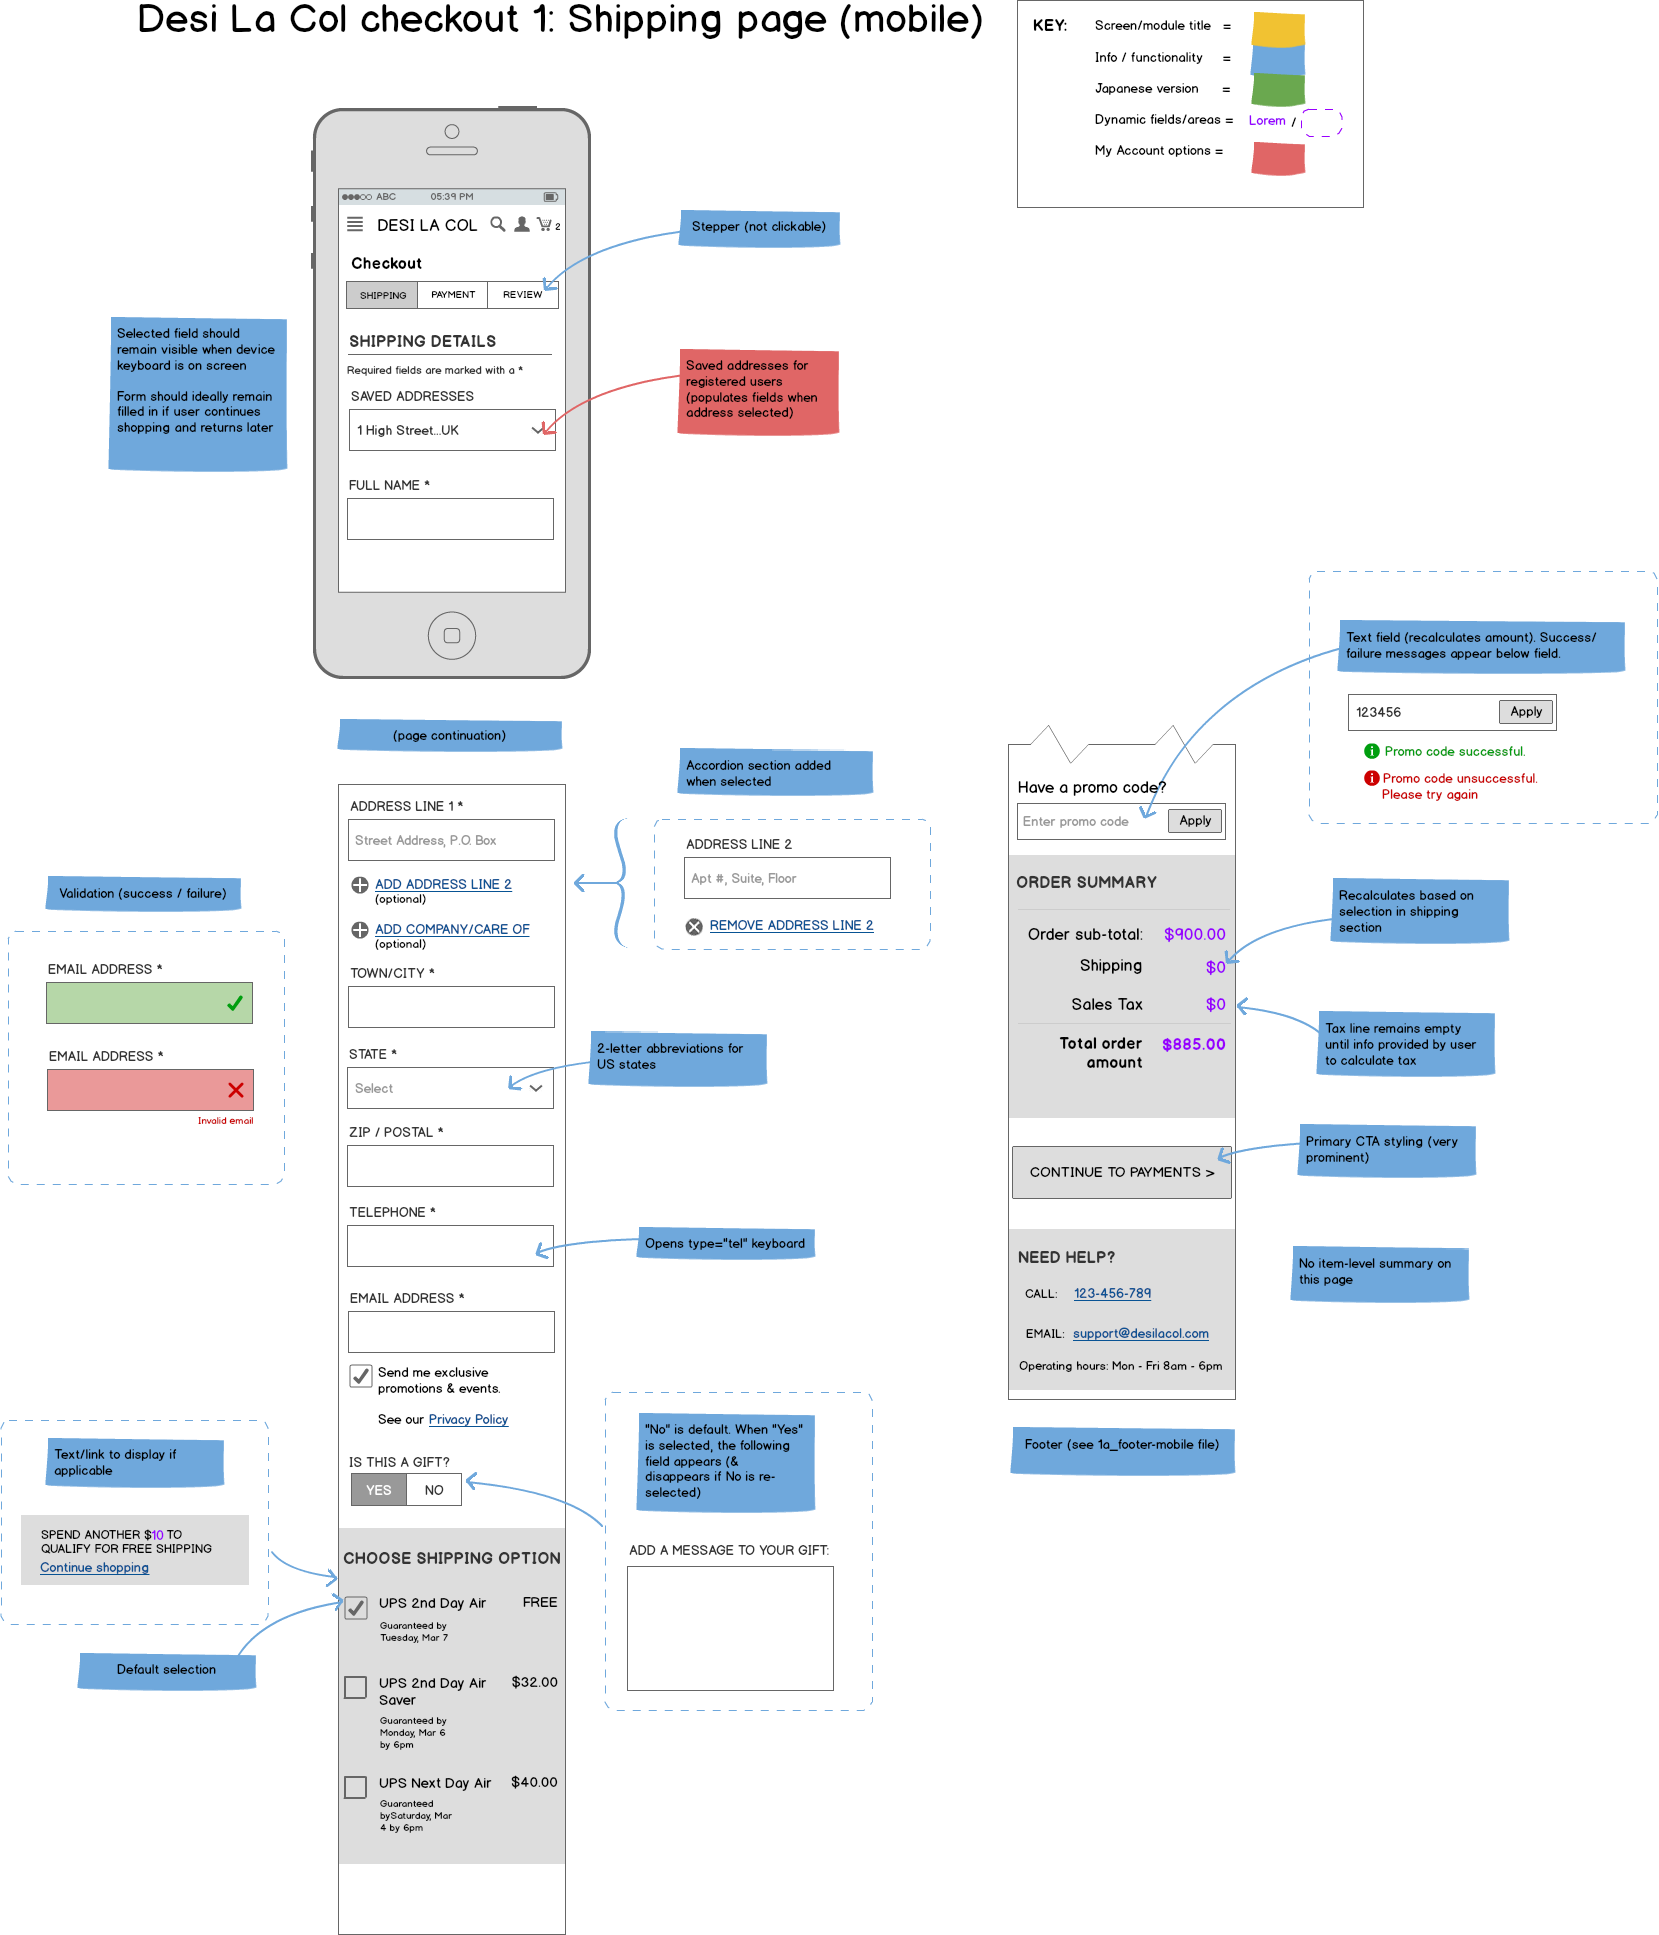 Desi La Col checkout 1: Shipping page (mobile)
KEY:
Screen/module title =
Info / functionality =
Japanese version =
Dynamic fields/areas = Lorem /
My Account options =
ABC 05:39 PM
DESI LA COL 2
Checkout
SHIPPING PAYMENT REVIEW
SHIPPING DETAILS
Required fields are marked with a *
SAVED ADDRESSES
1 High Street...UK
FULL NAME *
Stepper (not clickable)
Saved addresses for
registered users
(populates fields when
address selected)
Selected field should
remain visible when device
keyboard is on screen
Form should ideally remain
filled in if user continues
shopping and returns later
(page continuation)
ADDRESS LINE 1 *
Street Address, P.O. Box
ADD ADDRESS LINE 2
(optional)
ADD COMPANY/CARE OF
(optional)
TOWN/CITY *
STATE *
Select
ZIP / POSTAL *
TELEPHONE *
EMAIL ADDRESS *
Send me exclusive
promotions & events.
See our Privacy Policy
IS THIS A GIFT?
YES NO
CHOOSE SHIPPING OPTION
UPS 2nd Day Air FREE
Guaranteed by
Tuesday, Mar 7
UPS 2nd Day Air $32.00
Saver
Guaranteed by
Monday, Mar 6
by 6pm
UPS Next Day Air $40.00
Guaranteed
bySaturday, Mar
4 by 6pm
Accordion section added
when selected
ADDRESS LINE 2
Apt #, Suite, Floor
REMOVE ADDRESS LINE 2
2-letter abbreviations for
US states
Opens type="tel" keyboard
"No" is default. When "Yes"
is selected, the following
field appears (&
disappears if No is re-
selected)
ADD A MESSAGE TO YOUR GIFT:
Validation (success / failure)
EMAIL ADDRESS *
EMAIL ADDRESS *
Invalid email
Text/link to display if
applicable
SPEND ANOTHER $10 TO
QUALIFY FOR FREE SHIPPING
Continue shopping
Default selection
Text field (recalculates amount). Success/
failure messages appear below field.
123456 Apply
Promo code successful.
Promo code unsuccessful.
Please try again
Have a promo code?
Enter promo code Apply
ORDER SUMMARY
Order sub-total: $900.00
Shipping $0
Sales Tax $0
Total order $885.00
amount
CONTINUE TO PAYMENTS >
NEED HELP?
CALL: 123-456-789
EMAIL: support@desilacol.com
Operating hours: Mon - Fri 8am - 6pm
Recalculates based on
selection in shipping
section
Tax line remains empty
until info provided by user
to calculate tax
Primary CTA styling (very
prominent)
No item-level summary on
this page
Footer (see 1a_footer-mobile file)